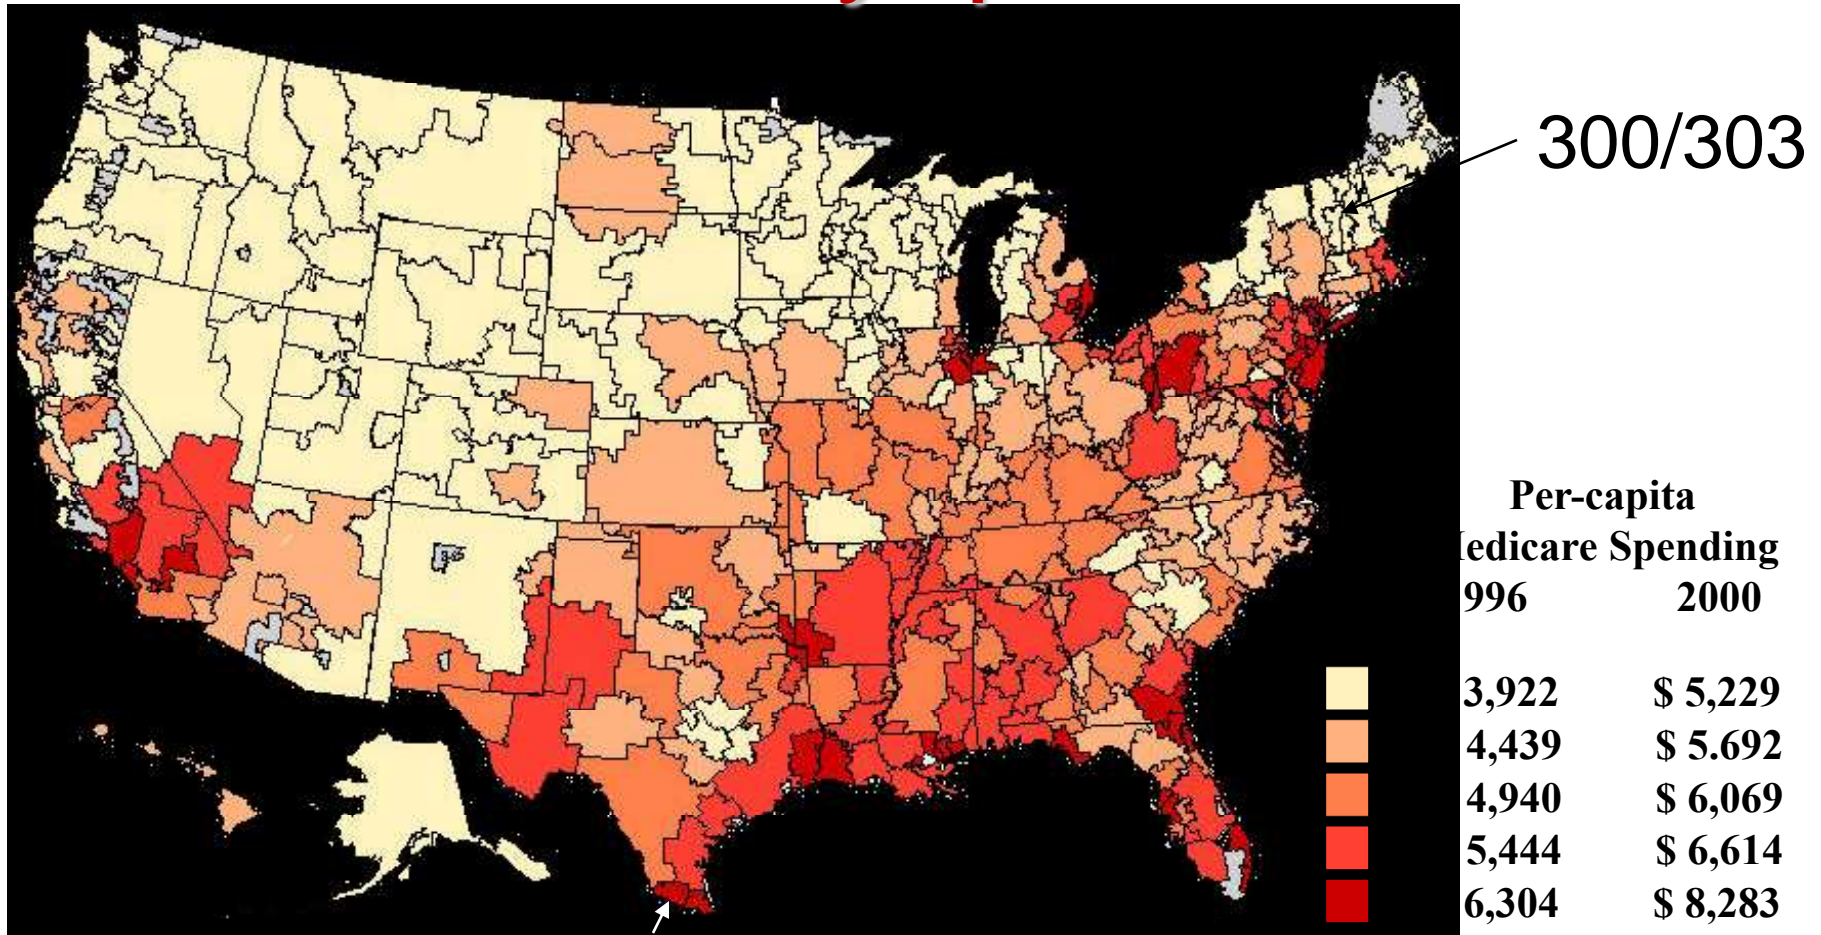 300/303
Per-capita
edicare Spending
996 2000
3,922 $ 5,229
4,439 $ 5.692
4,940 $ 6,069
5,444 $ 6,614
6,304 $ 8,283